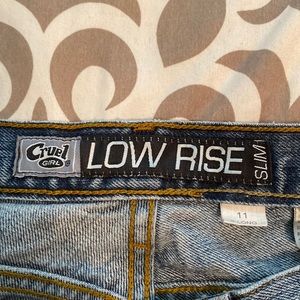 Cruel
GIRL
LOW RISE
SLIM
11
LONG